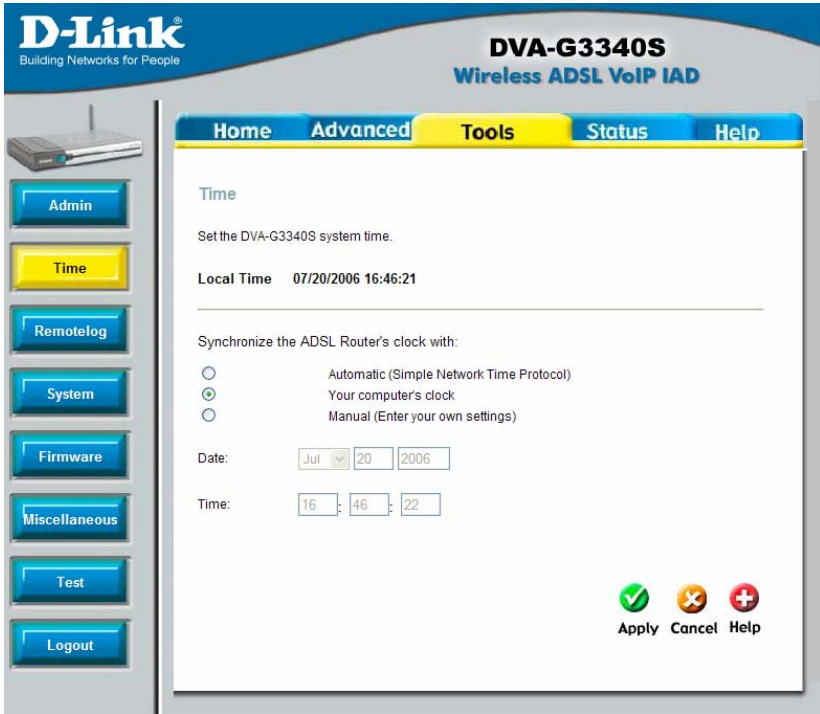 D-Link
Building Networks for People
DVA-G3340S
Wireless ADSL VoIP IAD
Home Advanced Tools Status Help
Admin
Time
Remotelog
System
Firmware
Miscellaneous
Test
Logout
Time
Set the DVA-G3340S system time.
Local Time 07/20/2006 16:46:21
Synchronize the ADSL Router's clock with:
Automatic (Simple Network Time Protocol)
Your computer's clock
Manual (Enter your own settings)
Date: Jul 20 2006
Time: 16 : 46 : 22
Apply Cancel Help